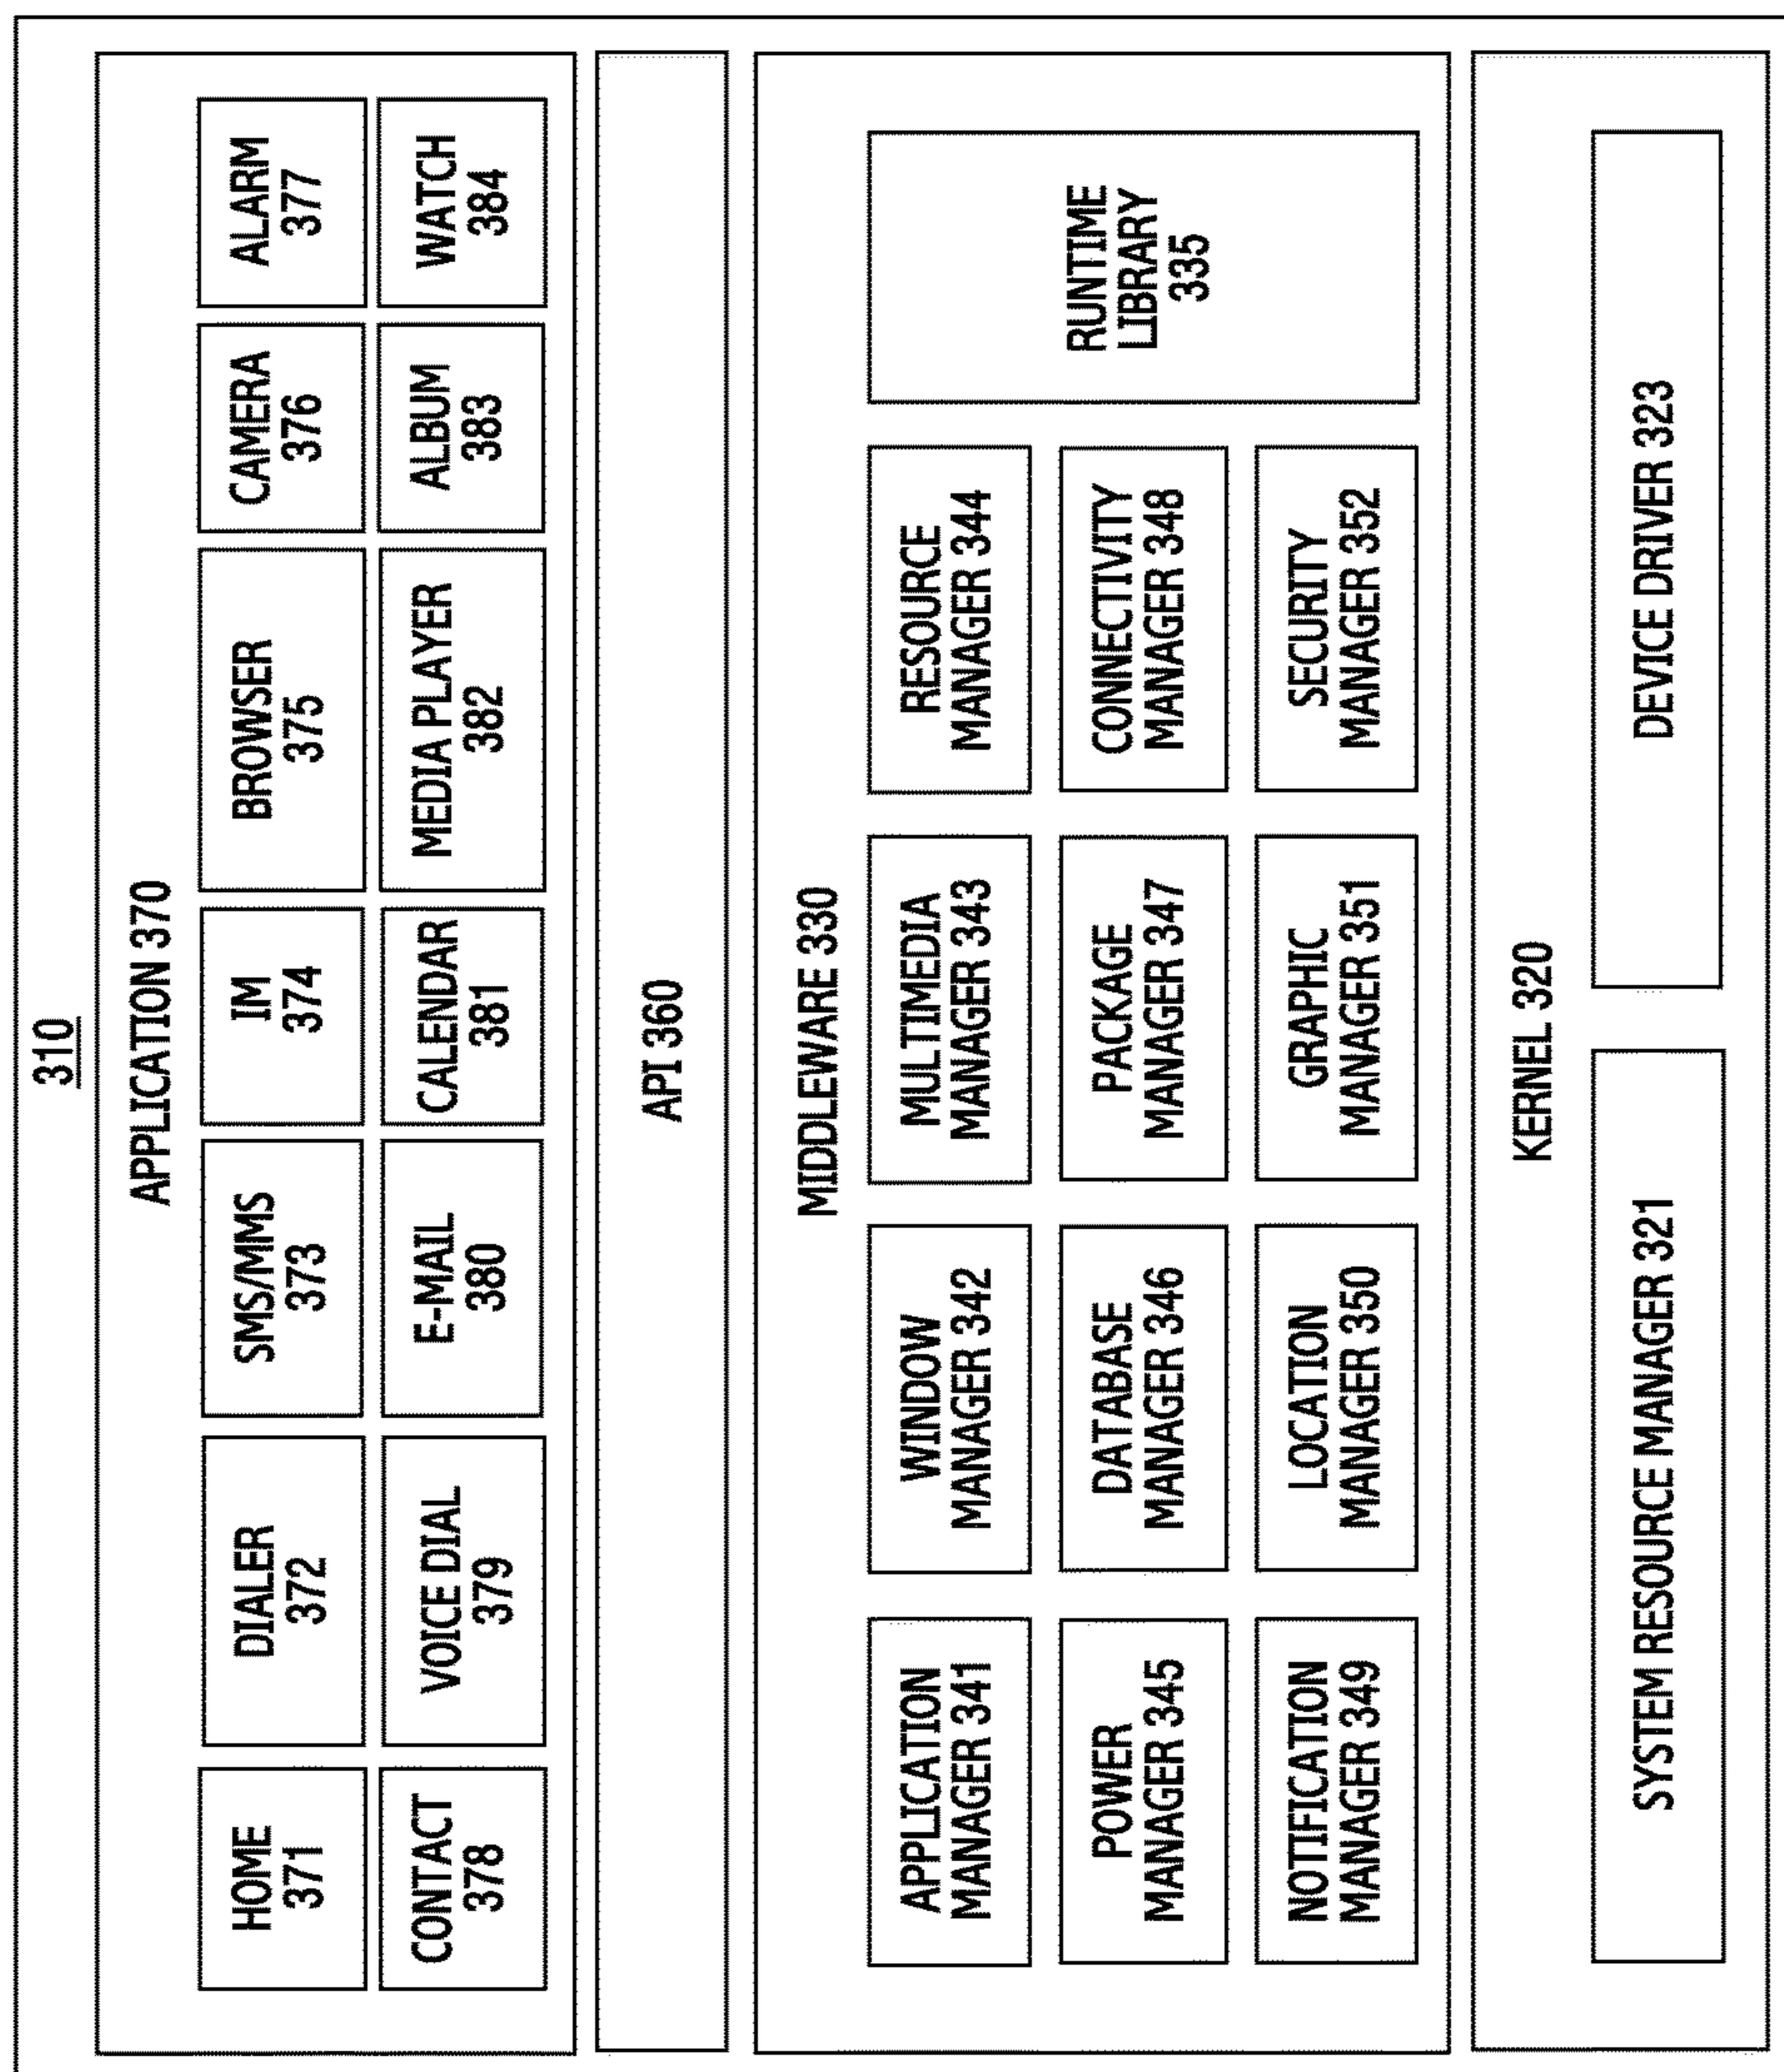 310
APPLICATION 370
HOME
371
DIALER
372
SMS/MMS
373
IM
374
BROWSER
375
CAMERA
376
ALARM
377
CONTACT
378
VOICE DIAL
379
E-MAIL
380
CALENDAR
381
MEDIA PLAYER
382
ALBUM
383
WATCH
384
API 360
MIDDLEWARE 330
APPLICATION
MANAGER 341
WINDOW
MANAGER 342
MULTIMEDIA
MANAGER 343
RESOURCE
MANAGER 344
POWER
MANAGER 345
DATABASE
MANAGER 346
PACKAGE
MANAGER 347
CONNECTIVITY
MANAGER 348
NOTIFICATION
MANAGER 349
LOCATION
MANAGER 350
GRAPHIC
MANAGER 351
SECURITY
MANAGER 352
RUNTIME
LIBRARY
335
KERNEL 320
SYSTEM RESOURCE MANAGER 321
DEVICE DRIVER 323